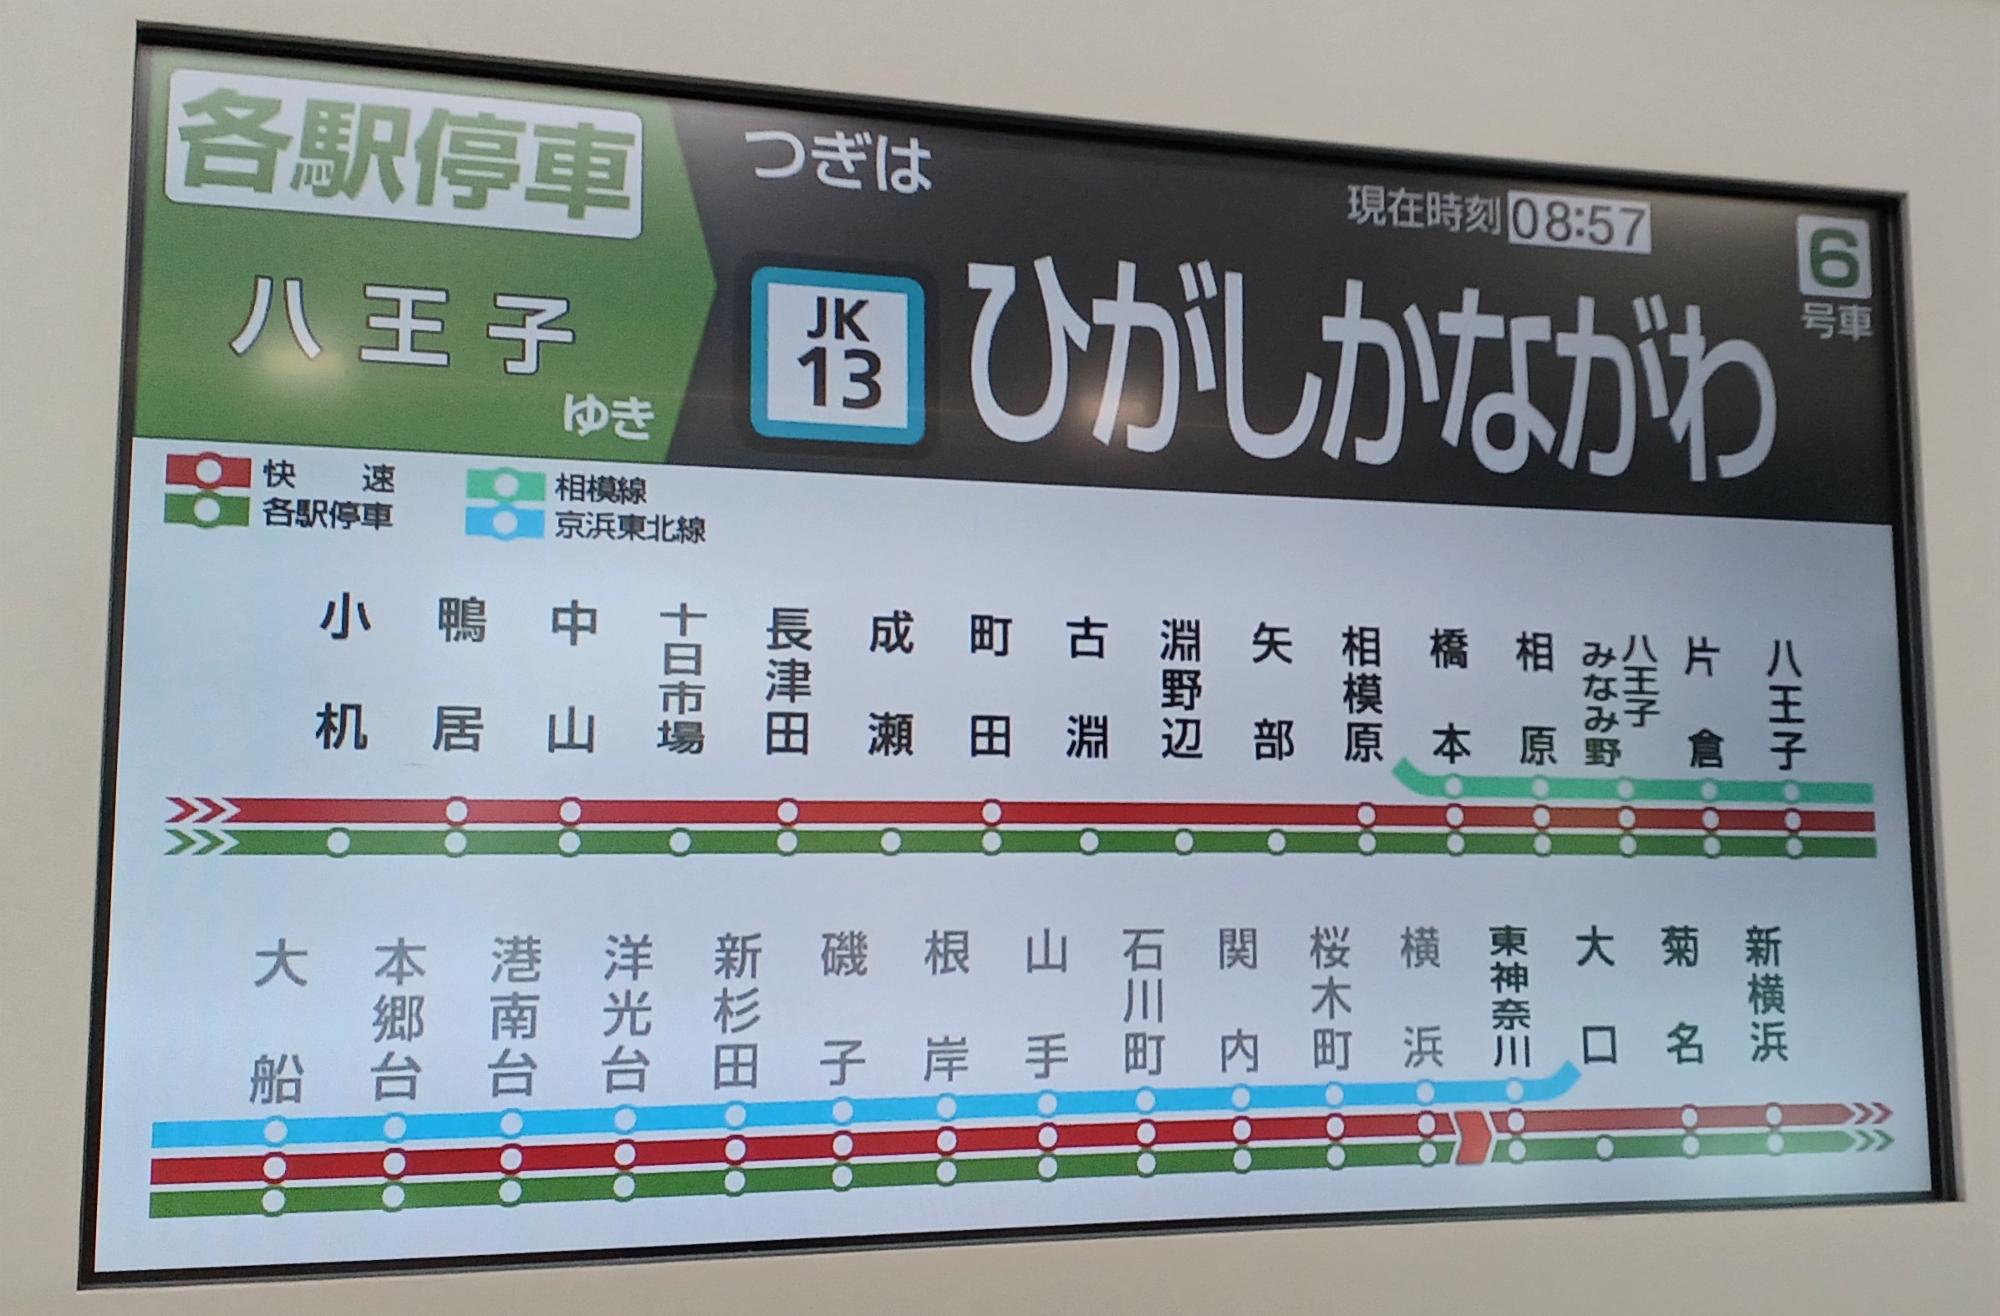 各駅停車
八王子
ゆき
つぎは
現在時刻 08:57
6
号車
JK
13
ひがしかながわ
快速
各駅停車
相模線
京浜東北線
小机
鴨居
中山
十日市場
長津田
成瀬
町田
古淵
淵野辺
矢部
相模原
橋本
相原
八王子
みなみ野
片倉
八王子
大船
本郷台
港南台
洋光台
新杉田
磯子
根岸
山手
石川町
関内
桜木町
横浜
東神奈川
大口
菊名
新横浜